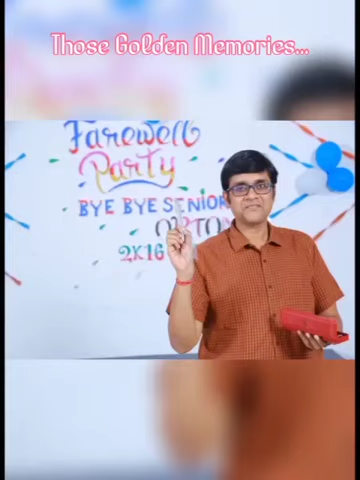 Those Golden Memories...
Farewell
Party
BYE BYE SENIOR
2K16